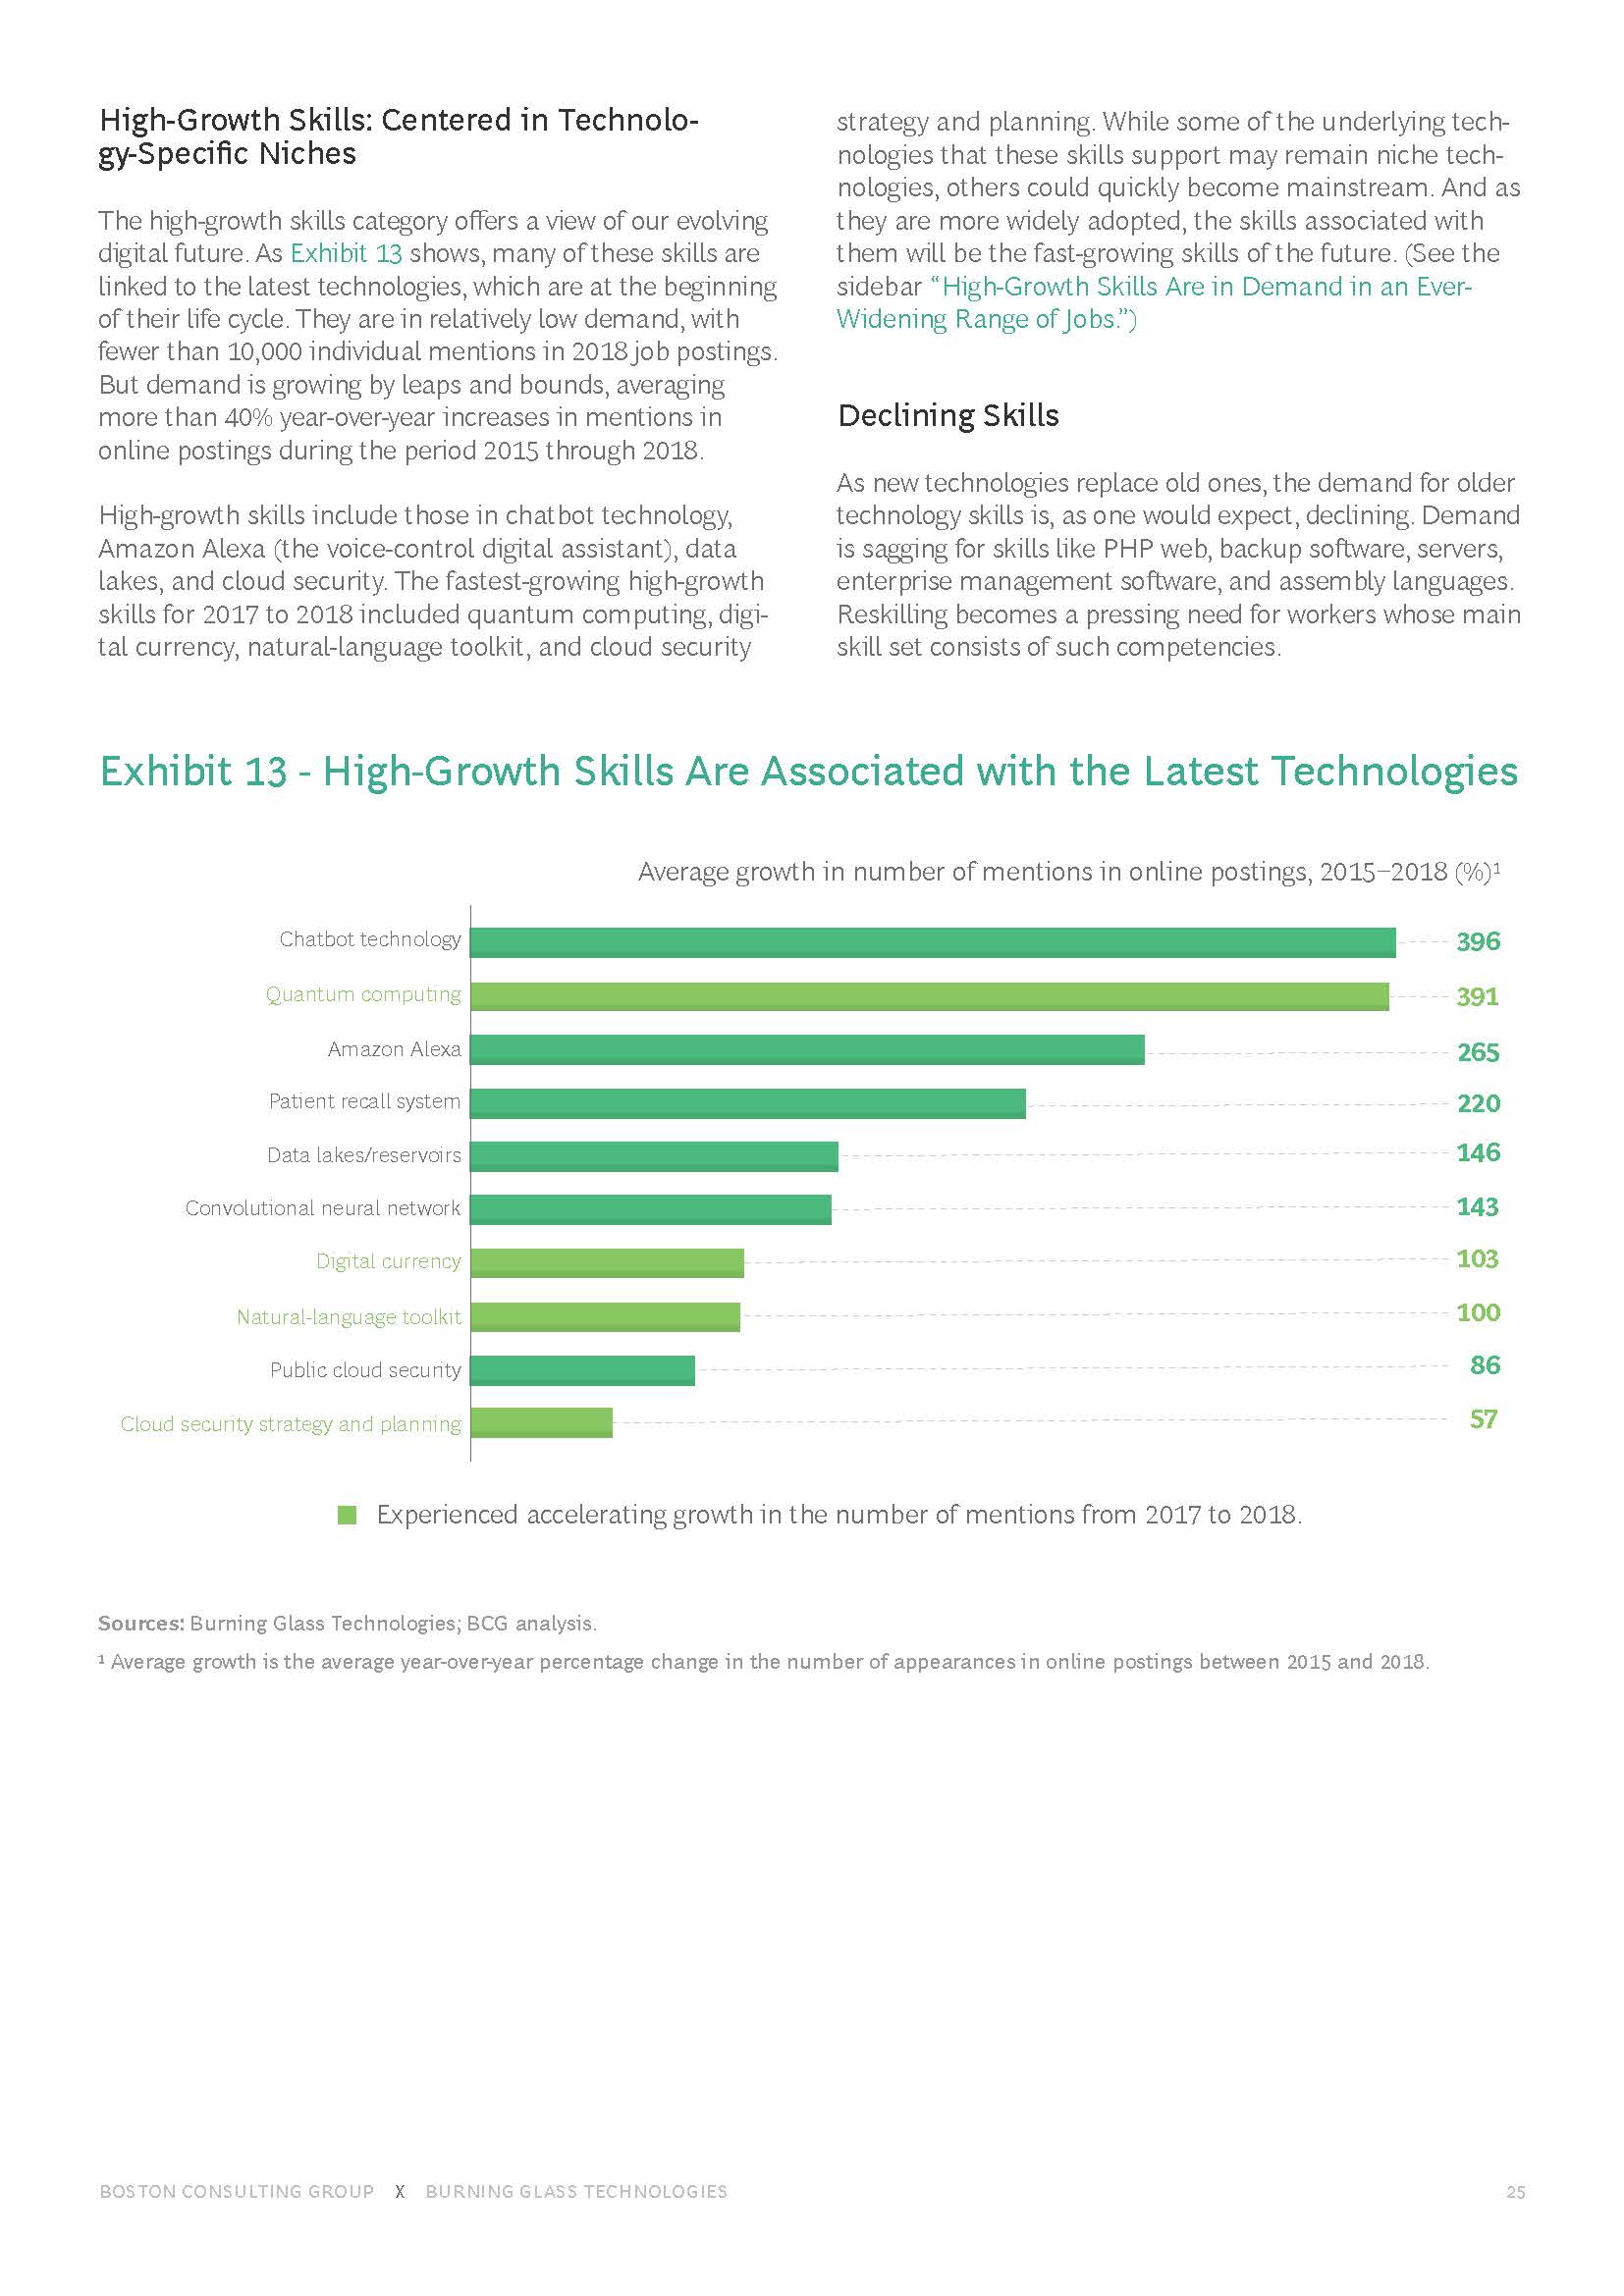 High-Growth Skills: Centered in Technolo-
gy-Specific Niches
The high-growth skills category offers a view of our evolving
digital future. As Exhibit 13 shows, many of these skills are
linked to the latest technologies, which are at the beginning
of their life cycle. They are in relatively low demand, with
fewer than 10,000 individual mentions in 2018 job postings.
But demand is growing by leaps and bounds, averaging
more than 40% year-over-year increases in mentions in
online postings during the period 2015 through 2018.
High-growth skills include those in chatbot technology,
Amazon Alexa (the voice-control digital assistant), data
lakes, and cloud security. The fastest-growing high-growth
skills for 2017 to 2018 included quantum computing, digi-
tal currency, natural-language toolkit, and cloud security
strategy and planning. While some of the underlying tech-
nologies that these skills support may remain niche tech-
nologies, others could quickly become mainstream. And as
they are more widely adopted, the skills associated with
them will be the fast-growing skills of the future. (See the
sidebar “High-Growth Skills Are in Demand in an Ever-
Widening Range of Jobs.”)
Declining Skills
As new technologies replace old ones, the demand for older
technology skills is, as one would expect, declining. Demand
is sagging for skills like PHP web, backup software, servers,
enterprise management software, and assembly languages.
Reskilling becomes a pressing need for workers whose main
skill set consists of such competencies.
Exhibit 13 - High-Growth Skills Are Associated with the Latest Technologies
Average growth in number of mentions in online postings, 2015–2018 (%)¹
Chatbot technology 396
Quantum computing 391
Amazon Alexa 265
Patient recall system 220
Data lakes/reservoirs 146
Convolutional neural network 143
Digital currency 103
Natural-language toolkit 100
Public cloud security 86
Cloud security strategy and planning 57
Experienced accelerating growth in the number of mentions from 2017 to 2018.
Sources: Burning Glass Technologies; BCG analysis.
¹ Average growth is the average year-over-year percentage change in the number of appearances in online postings between 2015 and 2018.
BOSTON CONSULTING GROUP X BURNING GLASS TECHNOLOGIES 25